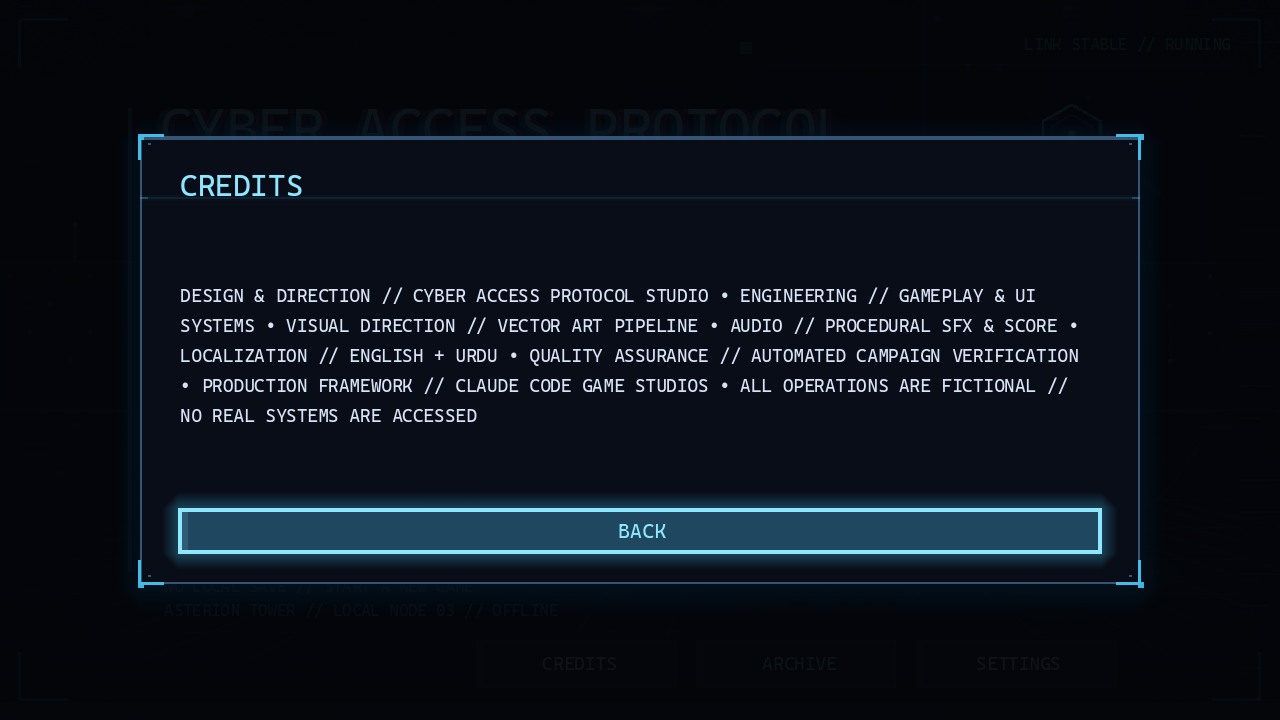 LINK STABLE // RUNNING
CYBER ACCESS PROTOCOL
CREDITS
DESIGN & DIRECTION // CYBER ACCESS PROTOCOL STUDIO • ENGINEERING // GAMEPLAY & UI
SYSTEMS • VISUAL DIRECTION // VECTOR ART PIPELINE • AUDIO // PROCEDURAL SFX & SCORE •
LOCALIZATION // ENGLISH + URDU • QUALITY ASSURANCE // AUTOMATED CAMPAIGN VERIFICATION
• PRODUCTION FRAMEWORK // CLAUDE CODE GAME STUDIOS • ALL OPERATIONS ARE FICTIONAL //
NO REAL SYSTEMS ARE ACCESSED
BACK
ASTERION TOWER // LOCAL NODE 03 // OFFLINE
CREDITS
ARCHIVE
SETTINGS